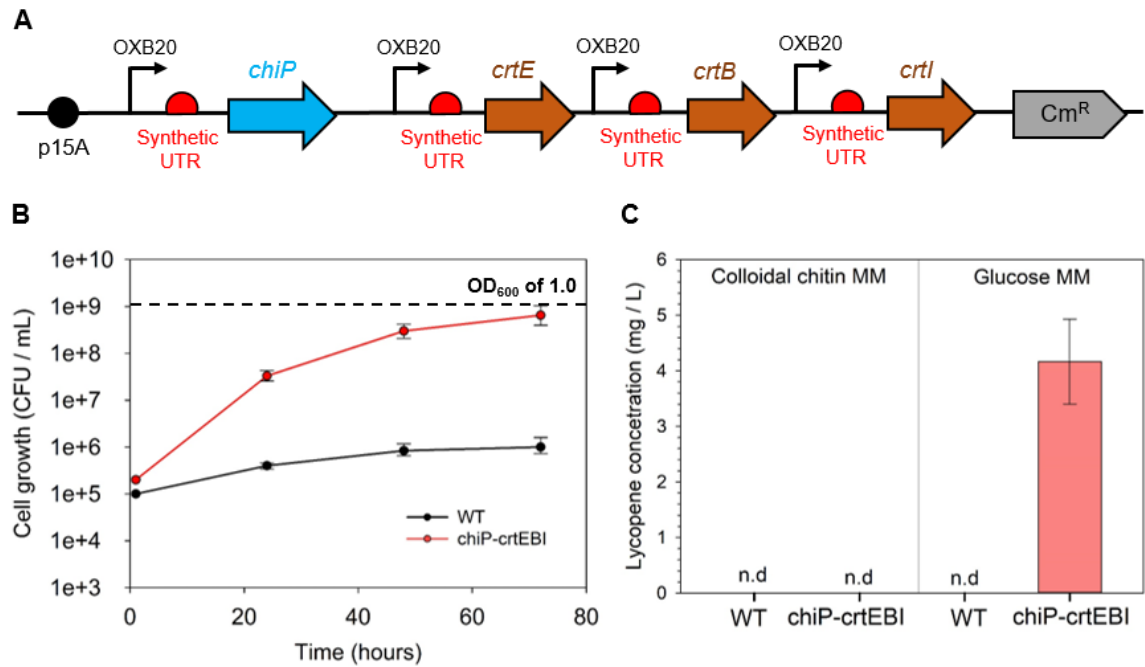 A
OXB20 OXB20 OXB20 OXB20
chiP crtE crtB crtI
p15A Synthetic UTR Synthetic UTR Synthetic UTR Synthetic UTR Cm^R
B
1e+10
1e+9
1e+8
1e+7
1e+6
1e+5
1e+4
1e+3
Cell growth (CFU / mL)
OD₆₀₀ of 1.0
WT
chiP-crtEBI
0 20 40 60 80
Time (hours)
C
6
5
4
3
2
1
0
Lycopene concetration (mg / L)
Colloidal chitin MM Glucose MM
n.d n.d n.d
WT chiP-crtEBI WT chiP-crtEBI